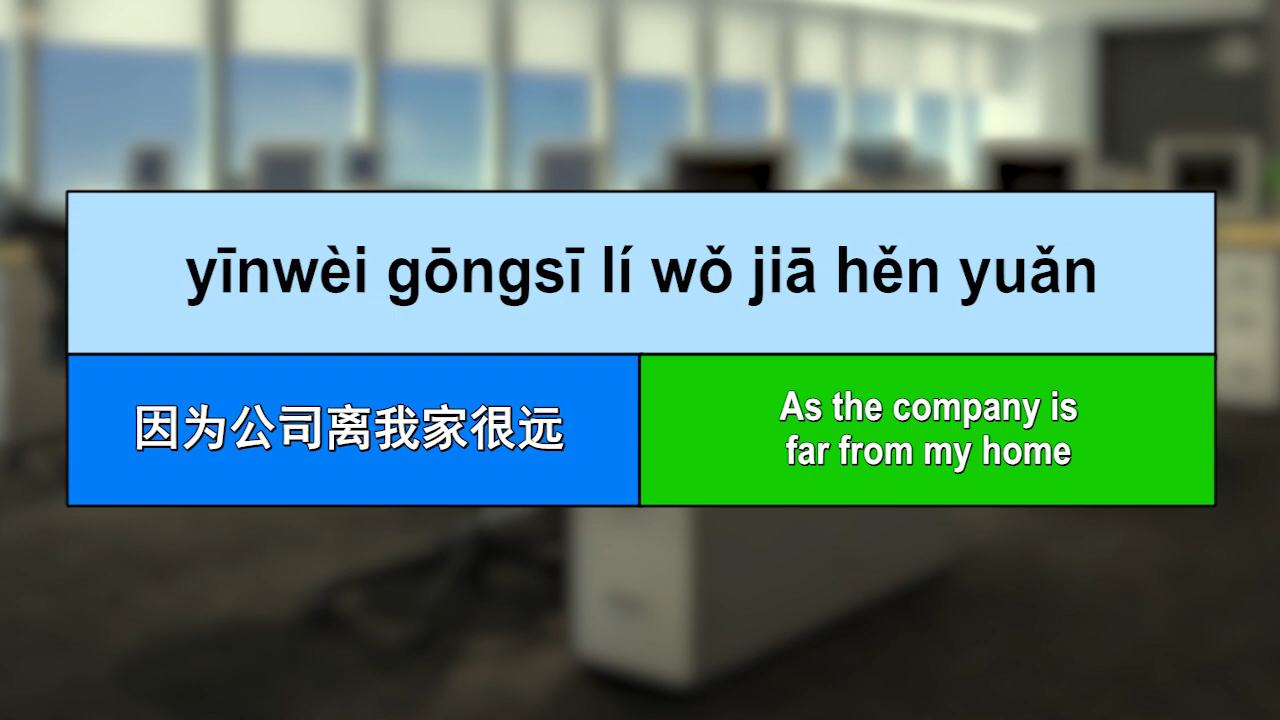 yīnwèi gōngsī lí wǒ jiā hěn yuǎn
因为公司离我家很远
As the company is
far from my home